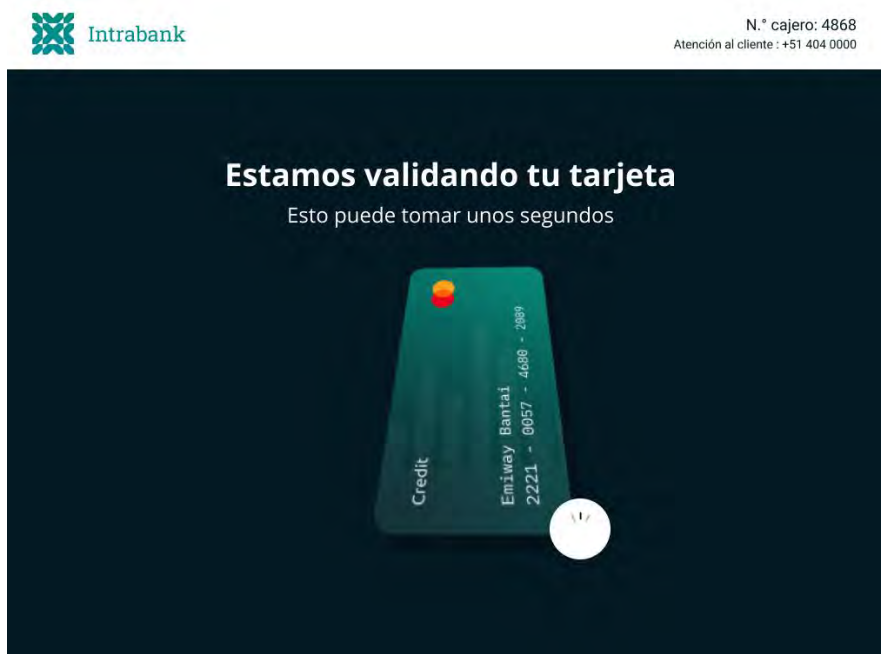 Intrabank
N.° cajero: 4868
Atención al cliente : +51 404 0000
Estamos validando tu tarjeta
Esto puede tomar unos segundos
Credit
Emiway Bantai
2221 - 0057 - 4680 - 2089